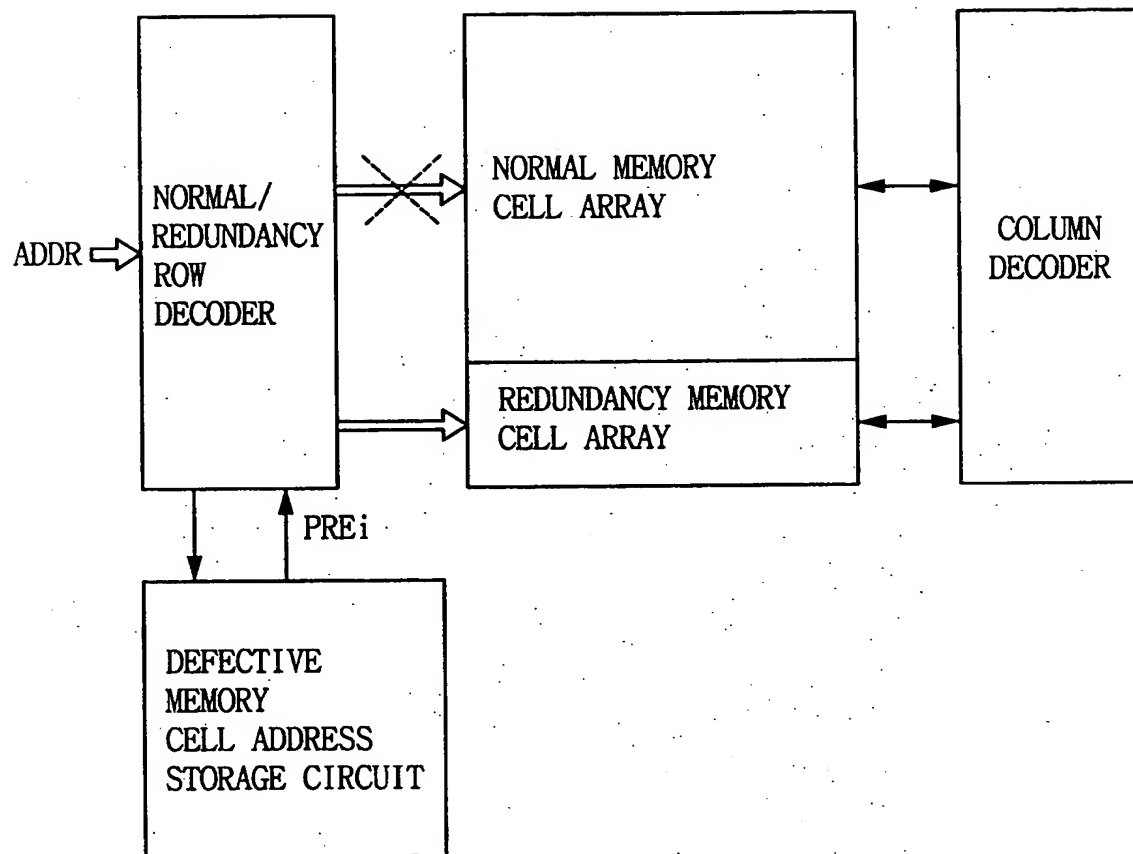 NORMAL/
REDUNDANCY
ROW
DECODER
ADDR
NORMAL MEMORY
CELL ARRAY
COLUMN
DECODER
REDUNDANCY MEMORY
CELL ARRAY
PREi
DEFECTIVE
MEMORY
CELL ADDRESS
STORAGE CIRCUIT